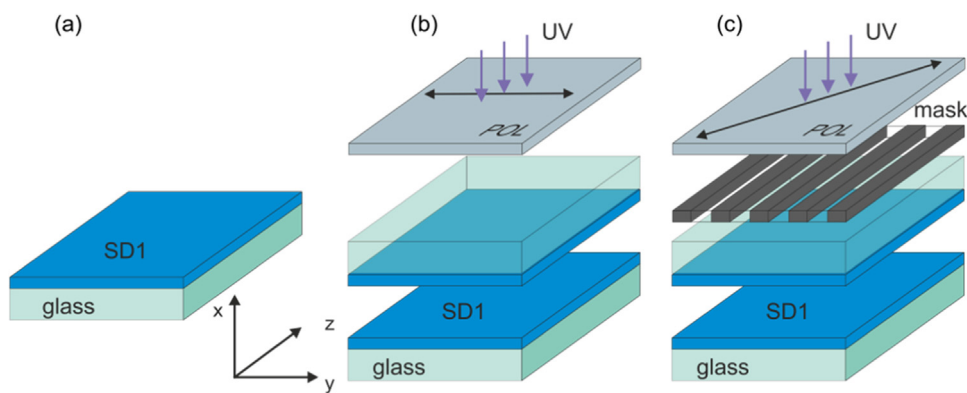 (a)
SD1
glass
x
z
y
(b)
UV
POL
SD1
glass
(c)
UV
POL
mask
SD1
glass